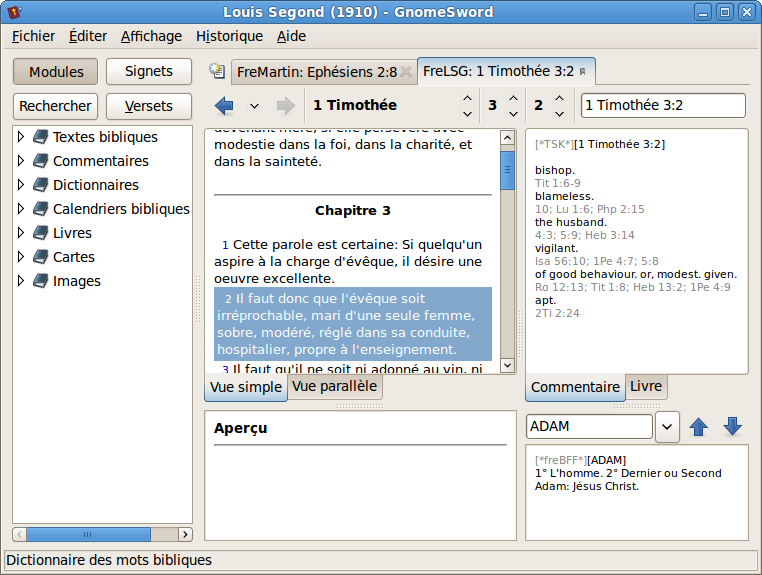 Louis Segond (1910) - GnomeSword
Fichier Éditer Affichage Historique Aide
Modules Signets
Rechercher Versets
Textes bibliques
Commentaires
Dictionnaires
Calendriers bibliques
Livres
Cartes
Images
FreMartin: Ephésiens 2:8 FreLSG: 1 Timothée 3:2
1 Timothée 3 2 1 Timothée 3:2
devenant mère, si elle persévère avec
modestie dans la foi, dans la charité, et
dans la sainteté.
Chapitre 3
1 Cette parole est certaine: Si quelqu'un
aspire à la charge d'évêque, il désire une
oeuvre excellente.
2 Il faut donc que l'évêque soit
irréprochable, mari d'une seule femme,
sobre, modéré, réglé dans sa conduite,
hospitalier, propre à l'enseignement.
3 Il faut qu'il ne soit ni adonné au vin, ni
Vue simple Vue parallèle
[*TSK*][1 Timothée 3:2]
bishop.
Tit 1:6-9
blameless.
10; Lu 1:6; Php 2:15
the husband.
4:3; 5:9; Heb 3:14
vigilant.
Isa 56:10; 1Pe 4:7; 5:8
of good behaviour. or, modest. given.
Ro 12:13; Tit 1:8; Heb 13:2; 1Pe 4:9
apt.
2Ti 2:24
Commentaire Livre
Aperçu
ADAM
[*freBFF*][ADAM]
1° L'homme. 2° Dernier ou Second
Adam: Jésus Christ.
Dictionnaire des mots bibliques